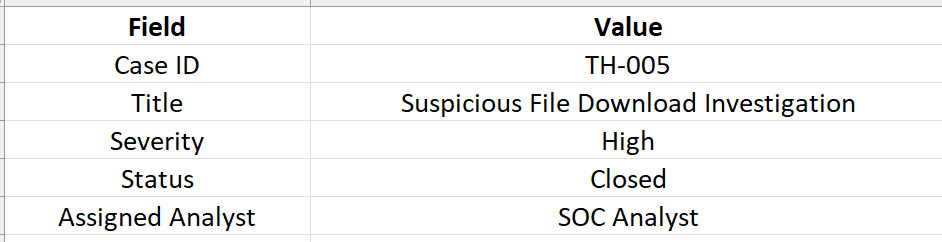 Field Value
Case ID TH-005
Title Suspicious File Download Investigation
Severity High
Status Closed
Assigned Analyst SOC Analyst